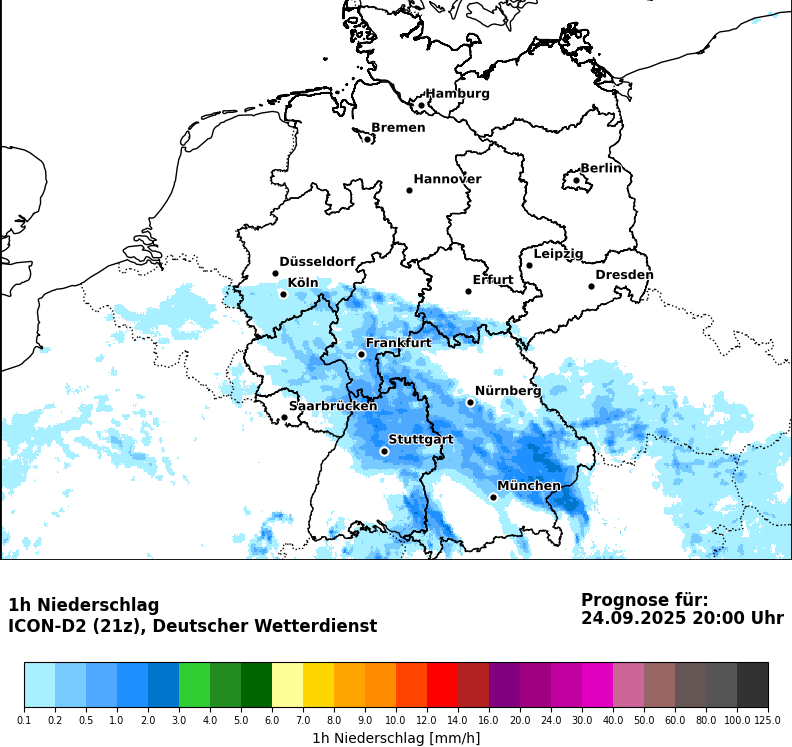 Hamburg
Bremen
Berlin
Hannover
Leipzig
Düsseldorf
Dresden
Köln
Erfurt
Frankfurt
Nürnberg
Saarbrücken
Stuttgart
München
1h Niederschlag
ICON-D2 (21z), Deutscher Wetterdienst
Prognose für:
24.09.2025 20:00 Uhr
0.1 0.2 0.5 1.0 2.0 3.0 4.0 5.0 6.0 7.0 9.0 10.0 12.0 14.0 16.0 20.0 24.0 30.0 40.0 50.0 60.0 80.0 100.0 125.0
1h Niederschlag [mm/h]